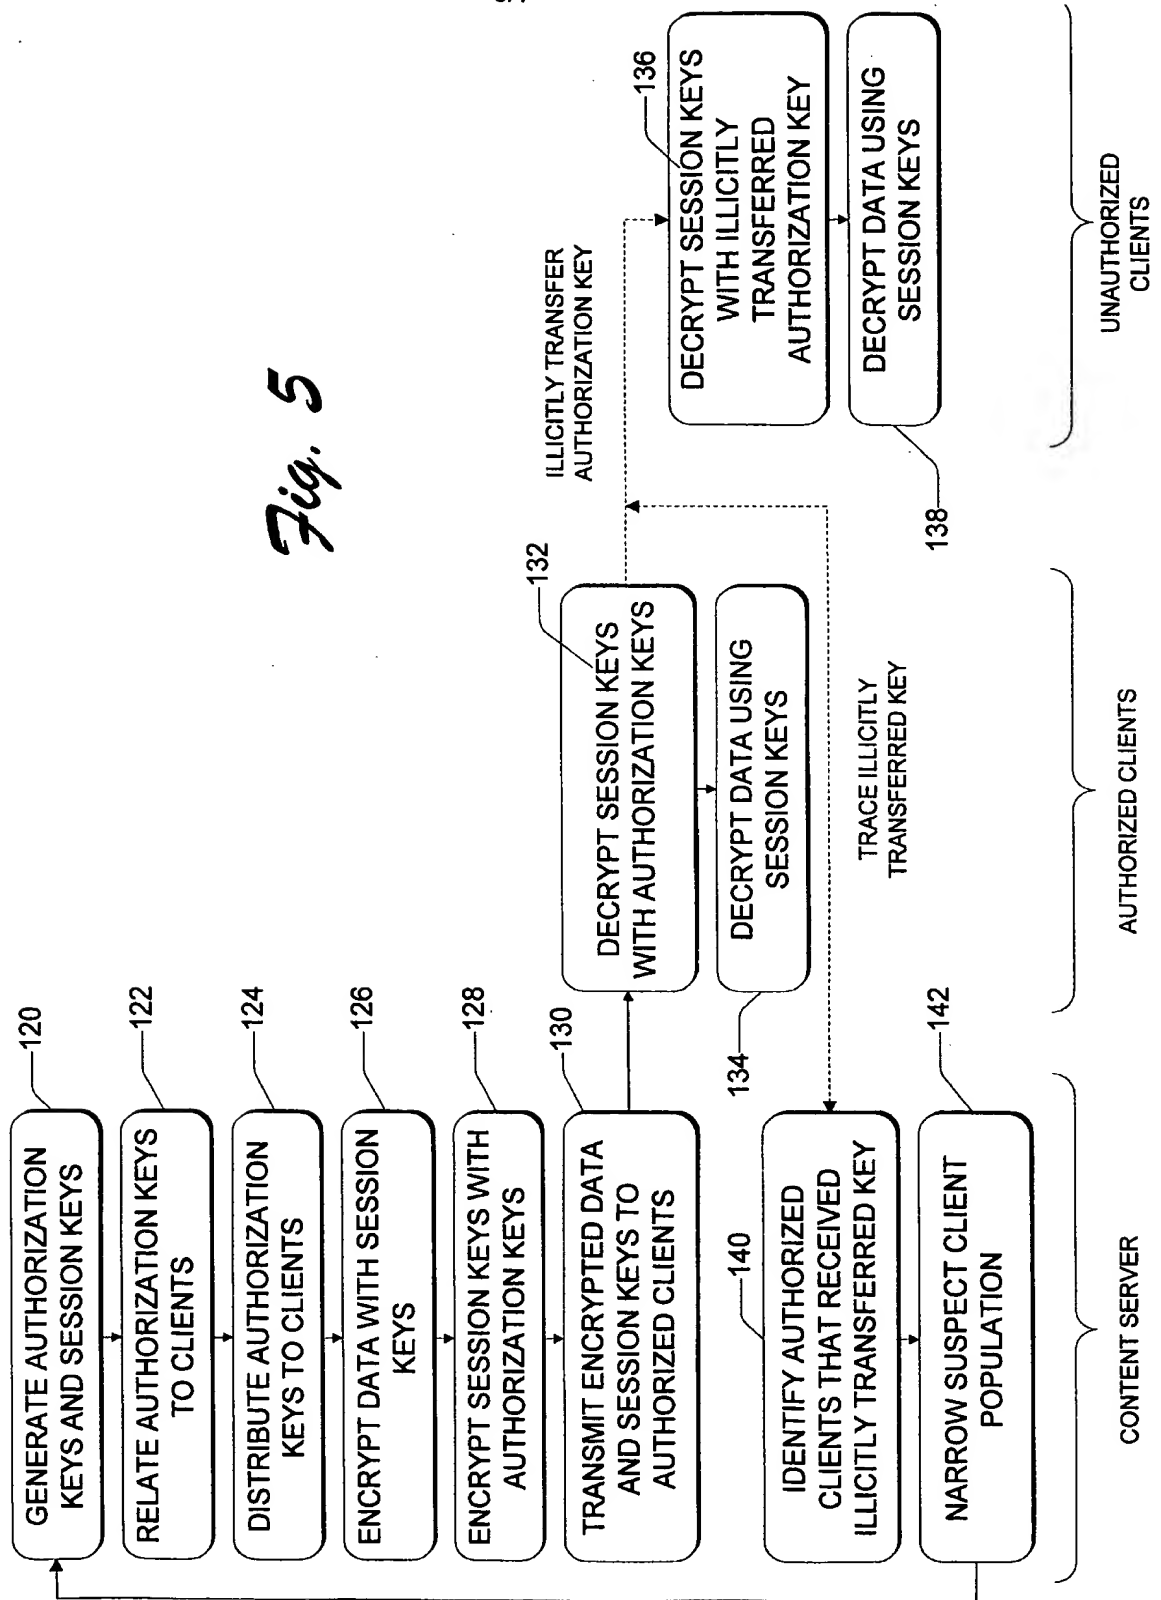 GENERATE AUTHORIZATION
KEYS AND SESSION KEYS
120
RELATE AUTHORIZATION KEYS
TO CLIENTS
122
DISTRIBUTE AUTHORIZATION
KEYS TO CLIENTS
124
ENCRYPT DATA WITH SESSION
KEYS
126
ENCRYPT SESSION KEYS WITH
AUTHORIZATION KEYS
128
TRANSMIT ENCRYPTED DATA
AND SESSION KEYS TO
AUTHORIZED CLIENTS
130
140
IDENTIFY AUTHORIZED
CLIENTS THAT RECEIVED
ILLICITLY TRANSFERRED KEY
NARROW SUSPECT CLIENT
POPULATION
142
CONTENT SERVER
132
DECRYPT SESSION KEYS
WITH AUTHORIZATION KEYS
DECRYPT DATA USING
SESSION KEYS
134
TRACE ILLICITLY
TRANSFERRED KEY
AUTHORIZED CLIENTS
Fig. 5
ILLICITLY TRANSFER
AUTHORIZATION KEY
136
DECRYPT SESSION KEYS
WITH ILLICITLY
TRANSFERRED
AUTHORIZATION KEY
DECRYPT DATA USING
SESSION KEYS
138
UNAUTHORIZED
CLIENTS